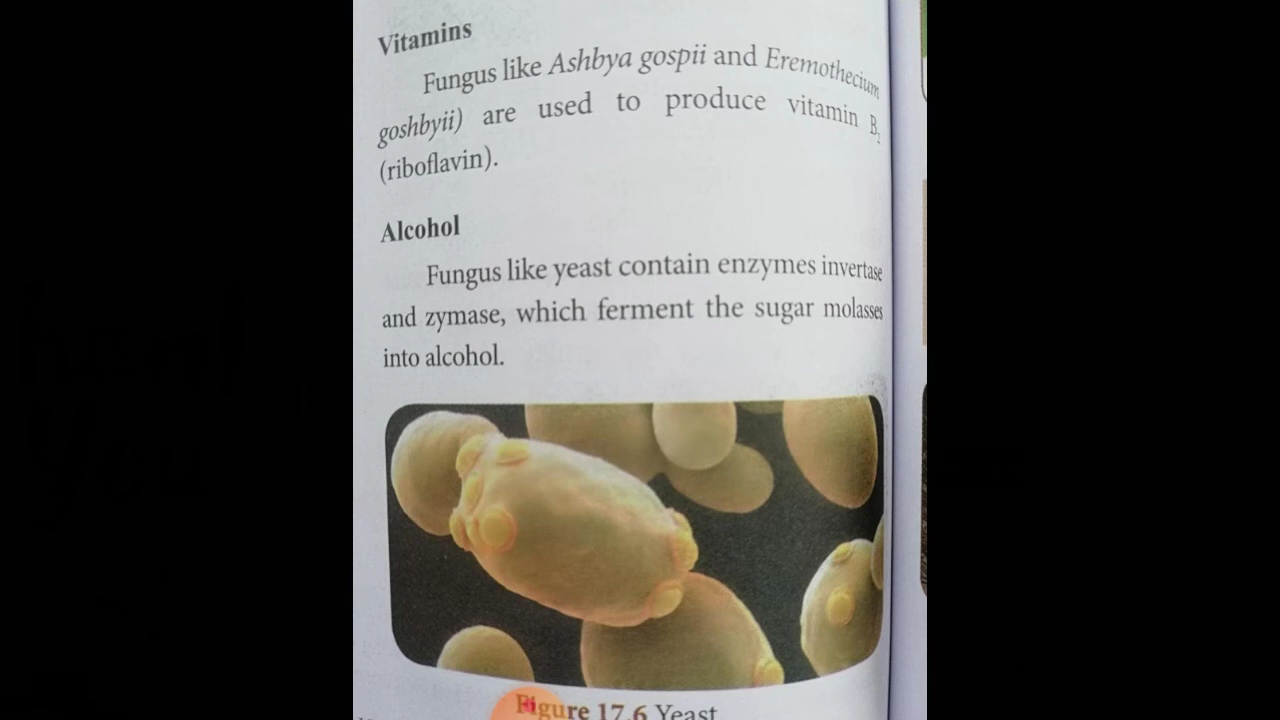 Vitamins
Fungus like Ashbya gospii and Eremothecium
goshbyii) are used to produce vitamin B2
(riboflavin).
Alcohol
Fungus like yeast contain enzymes invertase
and zymase, which ferment the sugar molasses
into alcohol.
Figure 17.6 Yeast